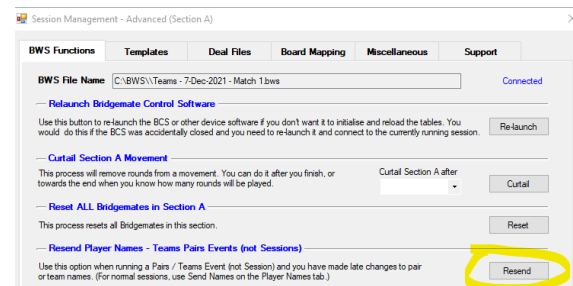 Session Management - Advanced (Section A)
BWS Functions Templates Deal Files Board Mapping Miscellaneous Support
BWS File Name C:\BWS\\Teams - 7-Dec-2021 - Match 1.bws Connected
Relaunch Bridgemate Control Software
Use this button to re-launch the BCS or other device software if you don't want it to initialise and reload the tables. You
would do this if the BCS was accidentally closed and you need to re-launch it and connect to the currently running session.
Re-launch
Curtail Section A Movement
This process will remove rounds from a movement. You can do it after you finish, or
towards the end when you know how many rounds will be played.
Curtail Section A after
Curtail
Reset ALL Bridgemates in Section A
This process resets all Bridgemates in this section.
Reset
Resend Player Names - Teams Pairs Events (not Sessions)
Use this option when running a Pairs / Teams Event (not Session) and you have made late changes to pair
or team names. (For normal sessions, use Send Names on the Player Names tab.)
Resend